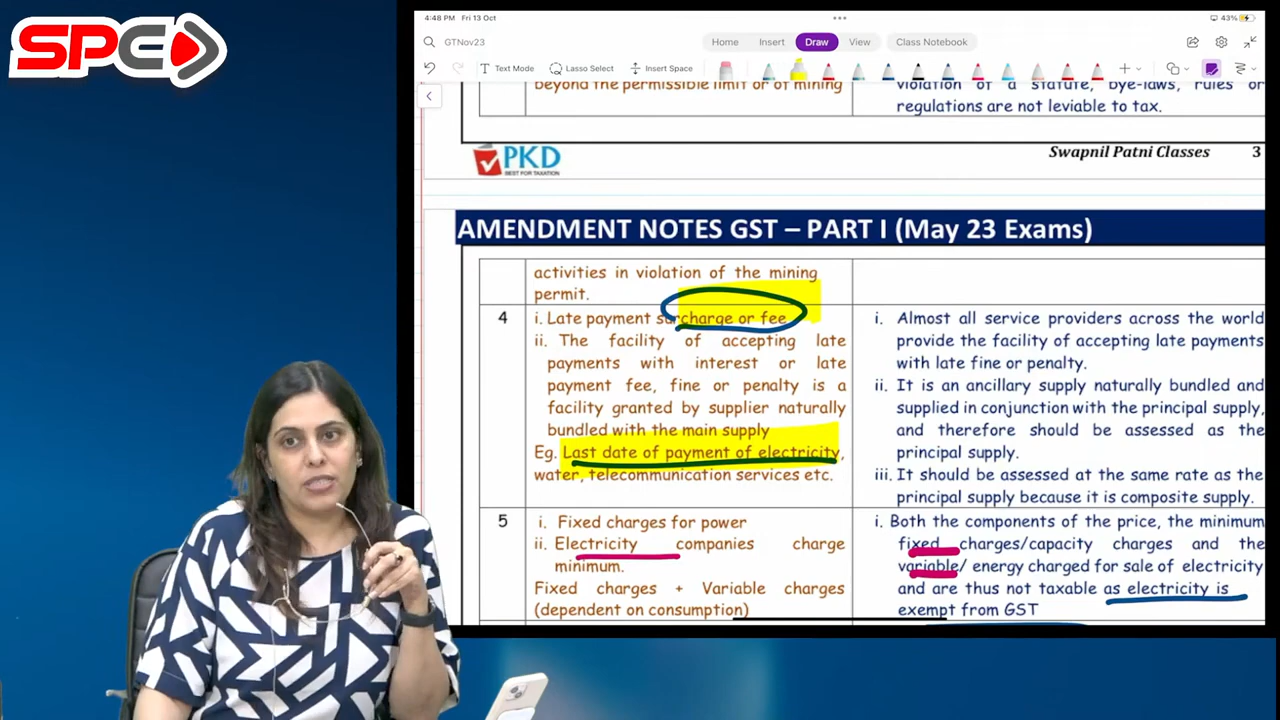 SPC
4:48 PM Fri 13 Oct
43%
GTNov23
Home Insert Draw View Class Notebook
Text Mode Lasso Select Insert Space
beyond the permissible limit or of mining
violation of a statute, bye-laws, rules or
regulations are not leviable to tax.
PKD
BEST FOR TAXATION
Swapnil Patni Classes 3
AMENDMENT NOTES GST – PART I (May 23 Exams)
activities in violation of the mining
permit.
4
i. Late payment surcharge or fee
ii. The facility of accepting late
payments with interest or late
payment fee, fine or penalty is a
facility granted by supplier naturally
bundled with the main supply
Eg. Last date of payment of electricity,
water, telecommunication services etc.
i. Almost all service providers across the world
provide the facility of accepting late payments
with late fine or penalty.
ii. It is an ancillary supply naturally bundled and
supplied in conjunction with the principal supply,
and therefore should be assessed as the
principal supply.
iii. It should be assessed at the same rate as the
principal supply because it is composite supply.
5
i. Fixed charges for power
ii. Electricity companies charge
minimum.
Fixed charges + Variable charges
(dependent on consumption)
i. Both the components of the price, the minimum
fixed charges/capacity charges and the
variable/ energy charged for sale of electricity
and are thus not taxable as electricity is
exempt from GST